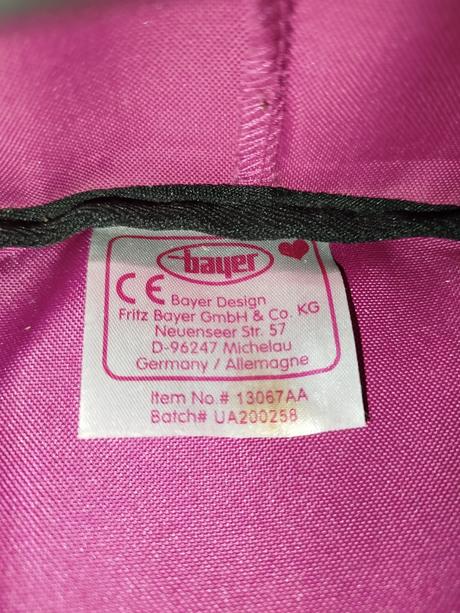 bayer
CE Bayer Design
Fritz Bayer GmbH & Co. KG
Neuenseer Str. 57
D-96247 Michelau
Germany / Allemagne
Item No.# 13067AA
Batch# UA200258